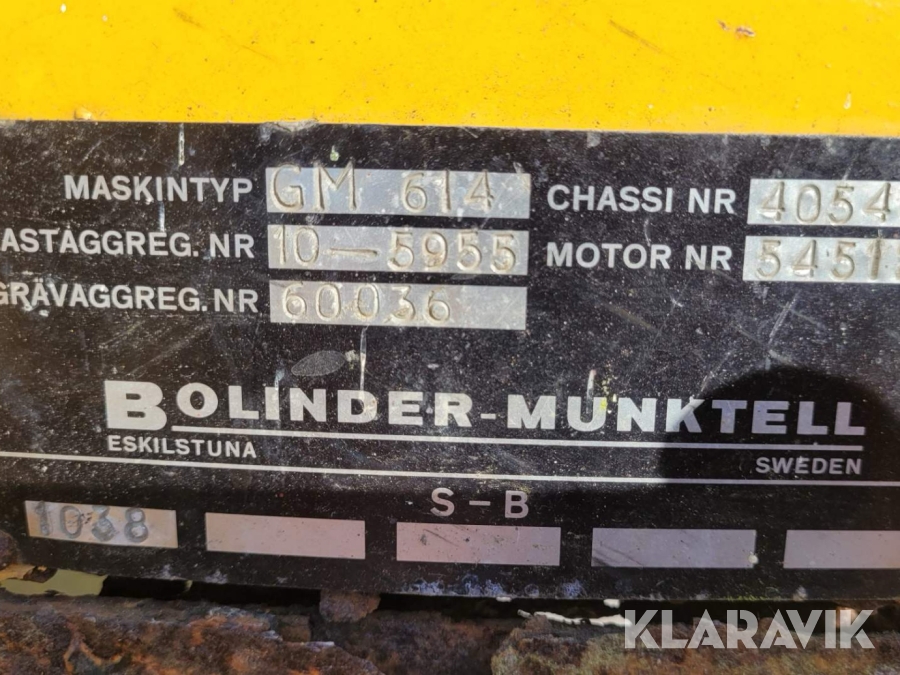 MASKINTYP GM 614 CHASSI NR 4054
ASTAGGREG. NR 10-5955 MOTOR NR 5451
GRÄVAGGREG. NR 60036
BOLINDER-MUNKTELL
ESKILSTUNA SWEDEN
S-B
1038
KLARAVIK